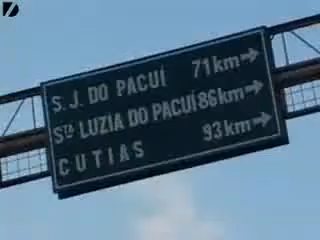 S. J. DO PACUÍ 71km →
Sta LUZIA DO PACUÍ 86km →
CUTIAS 93km →